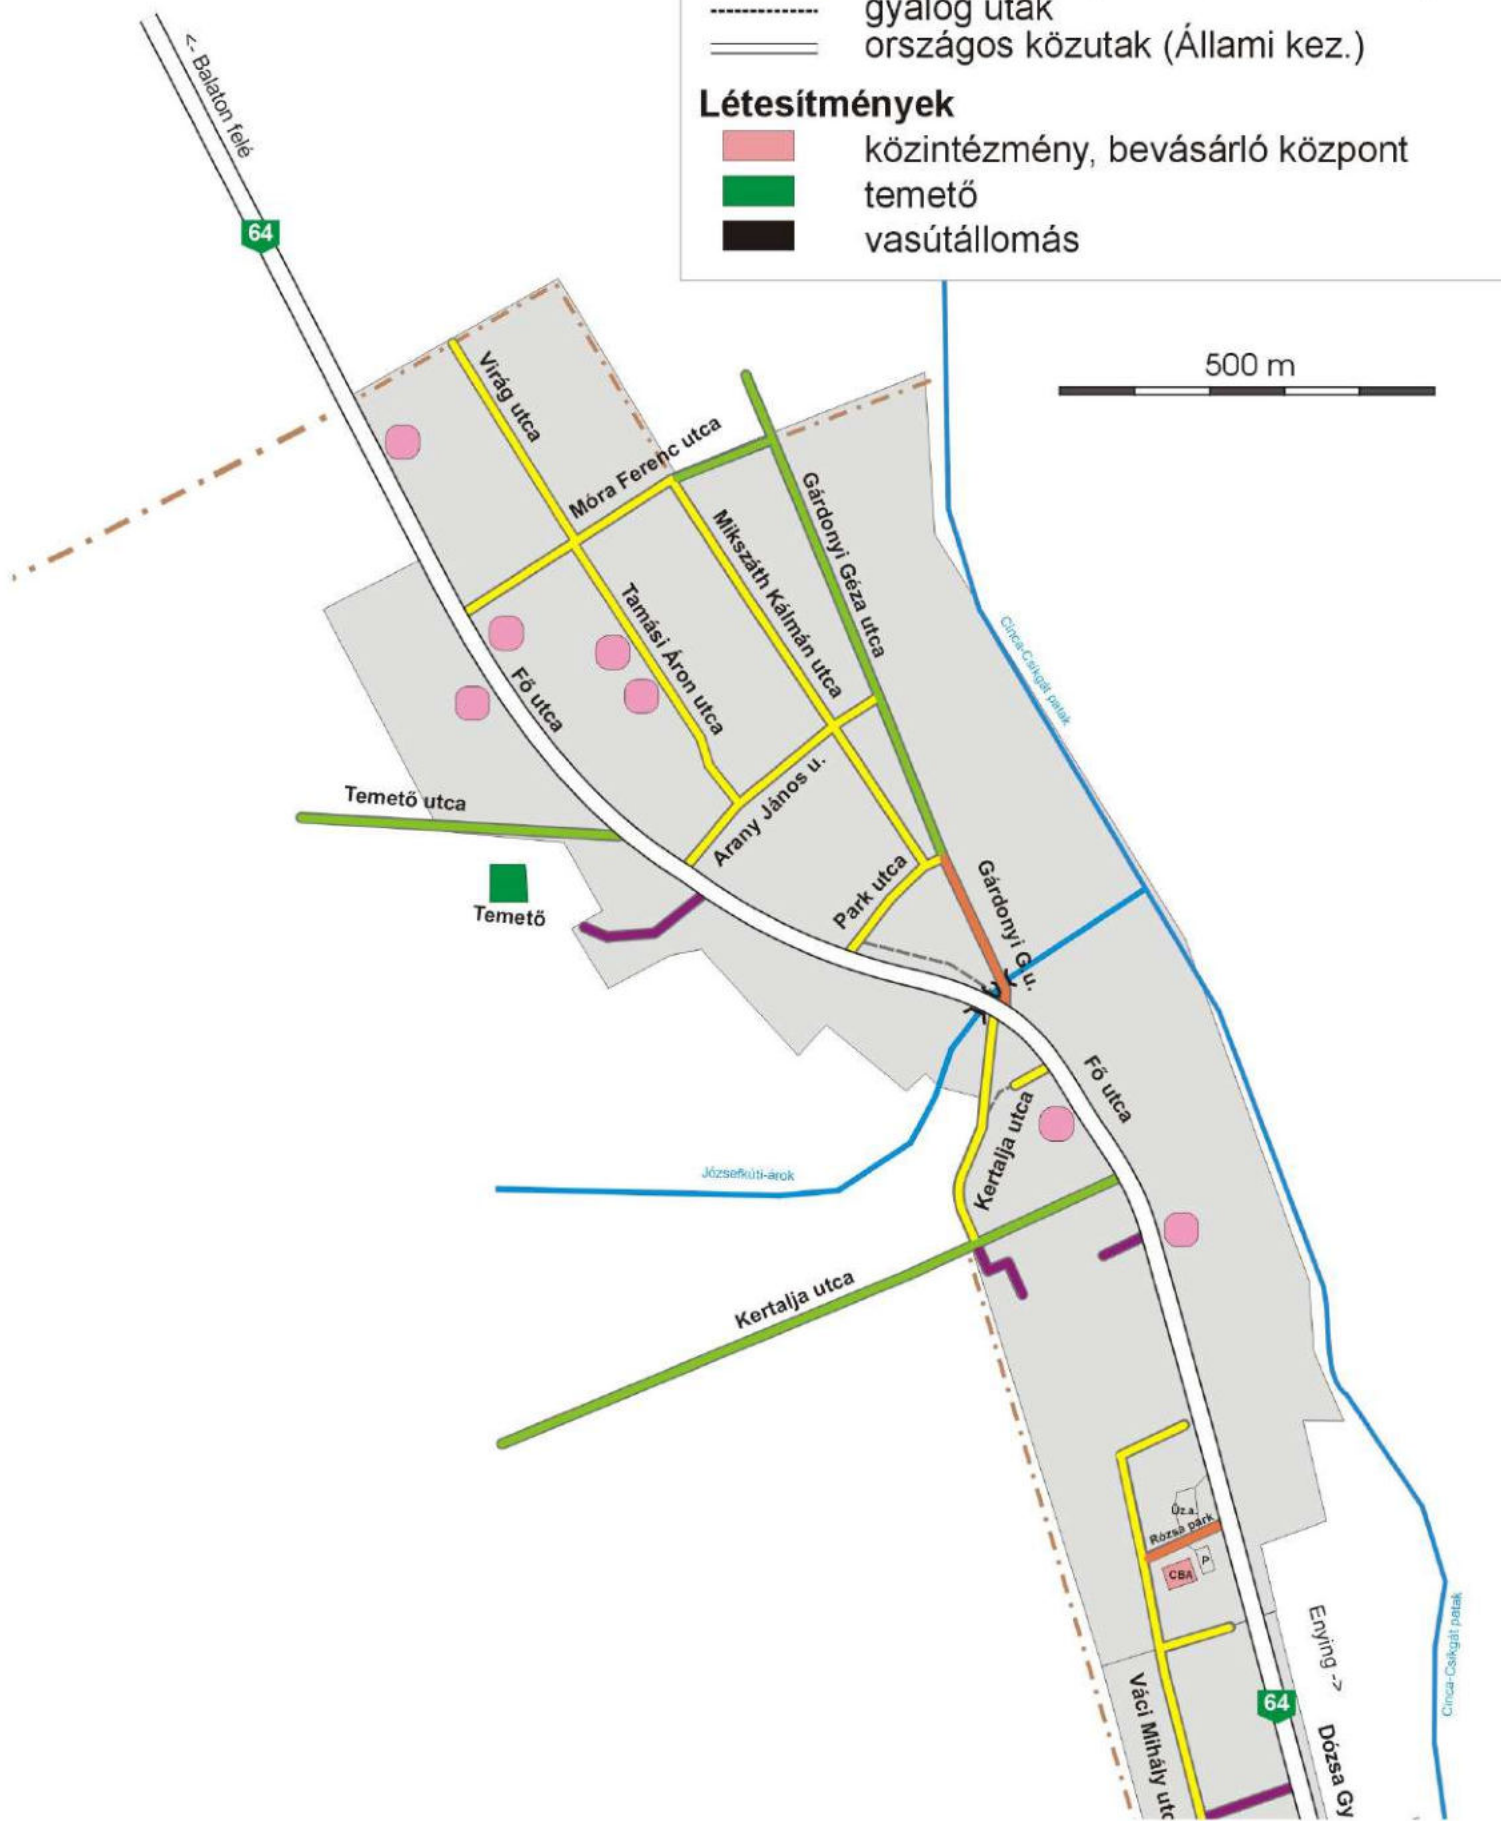 gyalog utak
országos közutak (Állami kez.)
Létesítmények
közintézmény, bevásárló központ
temető
vasútállomás
<- Balaton felé
64
500 m
Virág utca
Móra Ferenc utca
Gárdonyi Géza utca
Mikszáth Kálmán utca
Tamási Áron utca
Cinca-Csíkgát patak
Fő utca
Temető utca
Arany János u.
Park utca
Gárdonyi G. u.
Temető
Fő utca
Kertalja utca
Józsefkúti-árok
Kertalja utca
Üz.a.
Rózsa park
P
CBA
Enying ->
Cinca-Csíkgát patak
64
Váci Mihály utc
Dózsa Gy